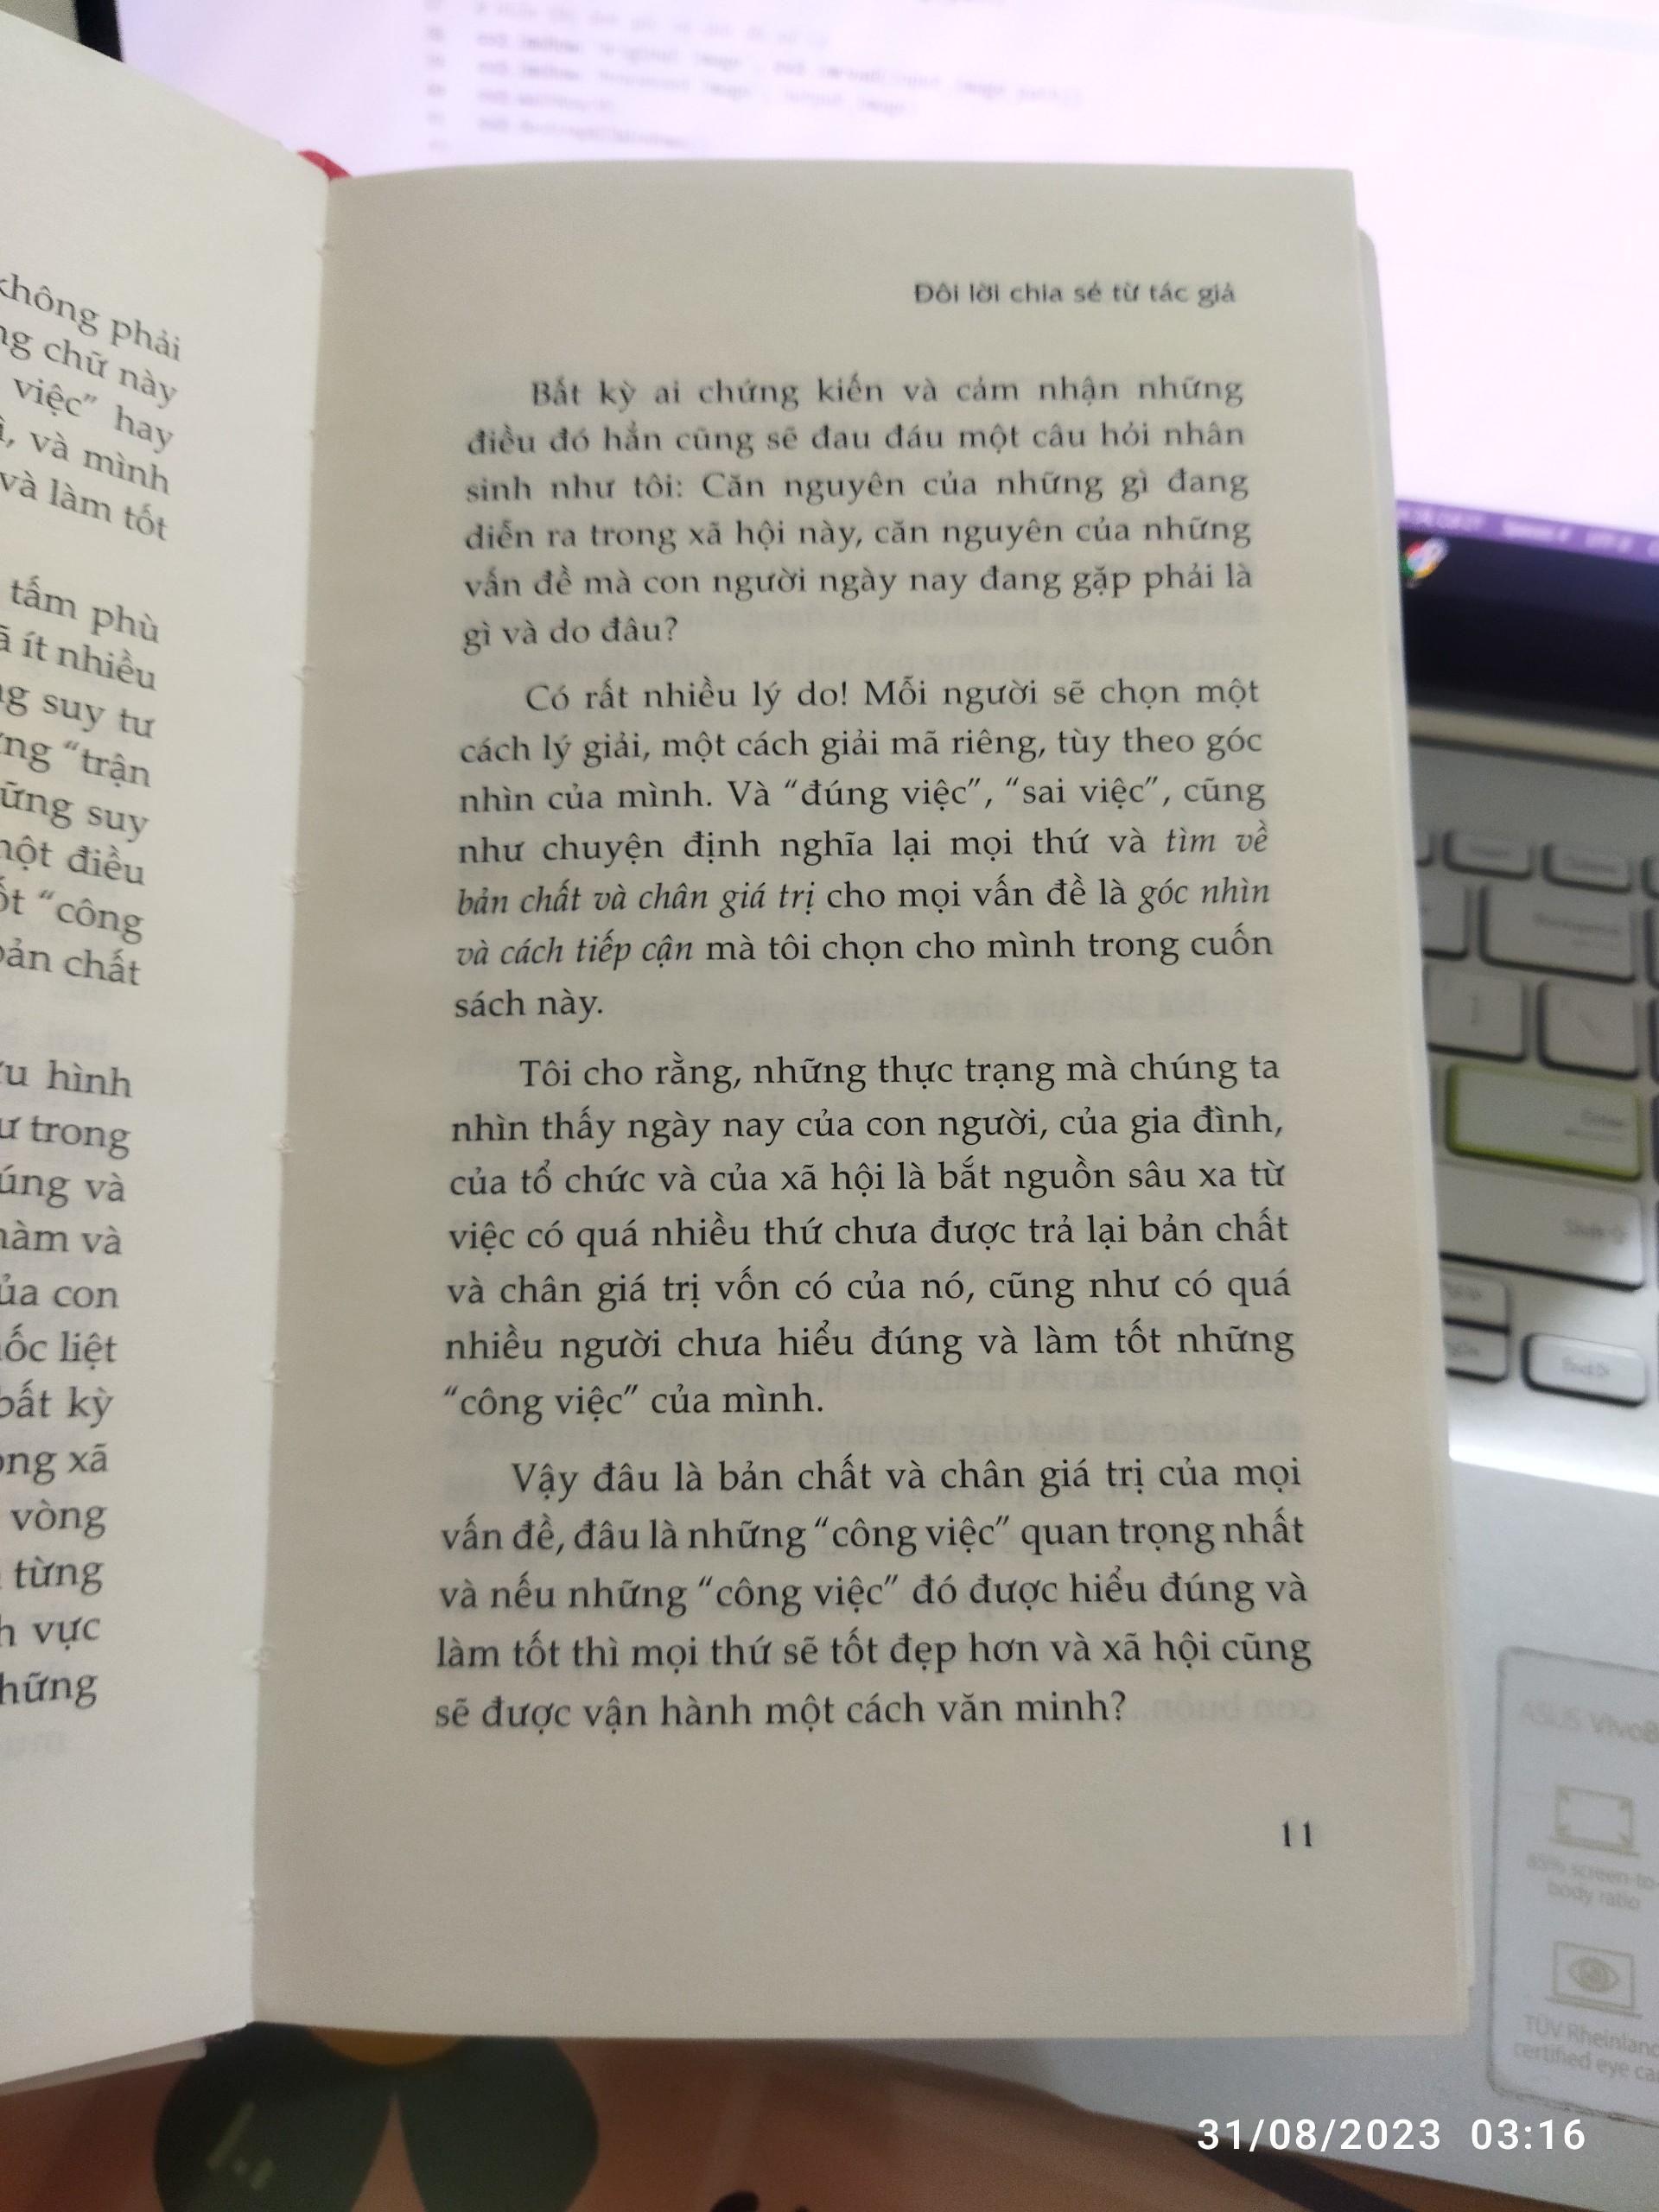 không phải
chữ này
việc” hay
và mình
và làm tốt
tấm phù
ít nhiều
suy tư
“trận
suy
điều
“công
chất
hình
trong
và
và
con
liệt
bất kỳ
xã
vòng
từng
vực
Đôi lời chia sẻ từ tác giả
Bất kỳ ai chứng kiến và cảm nhận những
điều đó hẳn cũng sẽ đau đáu một câu hỏi nhân
sinh như tôi: Căn nguyên của những gì đang
diễn ra trong xã hội này, căn nguyên của những
vấn đề mà con người ngày nay đang gặp phải là
gì và do đâu?
Có rất nhiều lý do! Mỗi người sẽ chọn một
cách lý giải, một cách giải mã riêng, tùy theo góc
nhìn của mình. Và “đúng việc”, “sai việc”, cũng
như chuyện định nghĩa lại mọi thứ và tìm về
bản chất và chân giá trị cho mọi vấn đề là góc nhìn
và cách tiếp cận mà tôi chọn cho mình trong cuốn
sách này.
Tôi cho rằng, những thực trạng mà chúng ta
nhìn thấy ngày nay của con người, của gia đình,
của tổ chức và của xã hội là bắt nguồn sâu xa từ
việc có quá nhiều thứ chưa được trả lại bản chất
và chân giá trị vốn có của nó, cũng như có quá
nhiều người chưa hiểu đúng và làm tốt những
“công việc” của mình.
Vậy đâu là bản chất và chân giá trị của mọi
vấn đề, đâu là những “công việc” quan trọng nhất
và nếu những “công việc” đó được hiểu đúng và
làm tốt thì mọi thứ sẽ tốt đẹp hơn và xã hội cũng
sẽ được vận hành một cách văn minh?
11
Enter
Shift
ASUS
85% screen-to-
body ratio
TÜV Rheinland
certified eye
31/08/2023 03:16